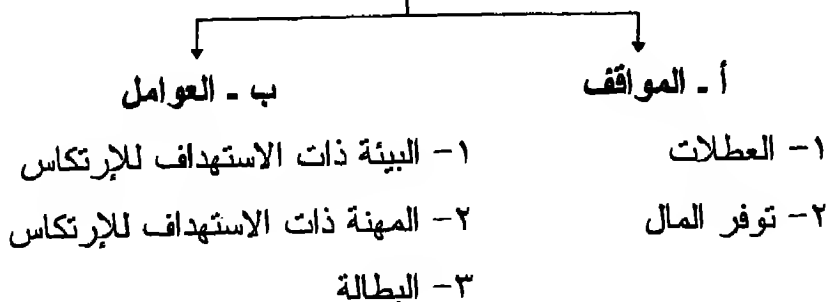 أ ـ المواقف
١- العطلات
٢- توفر المال
ب ـ العوامل
١- البيئة ذات الاستهداف للإرتكاس
٢- المهنة ذات الاستهداف للإرتكاس
٣- البطالة